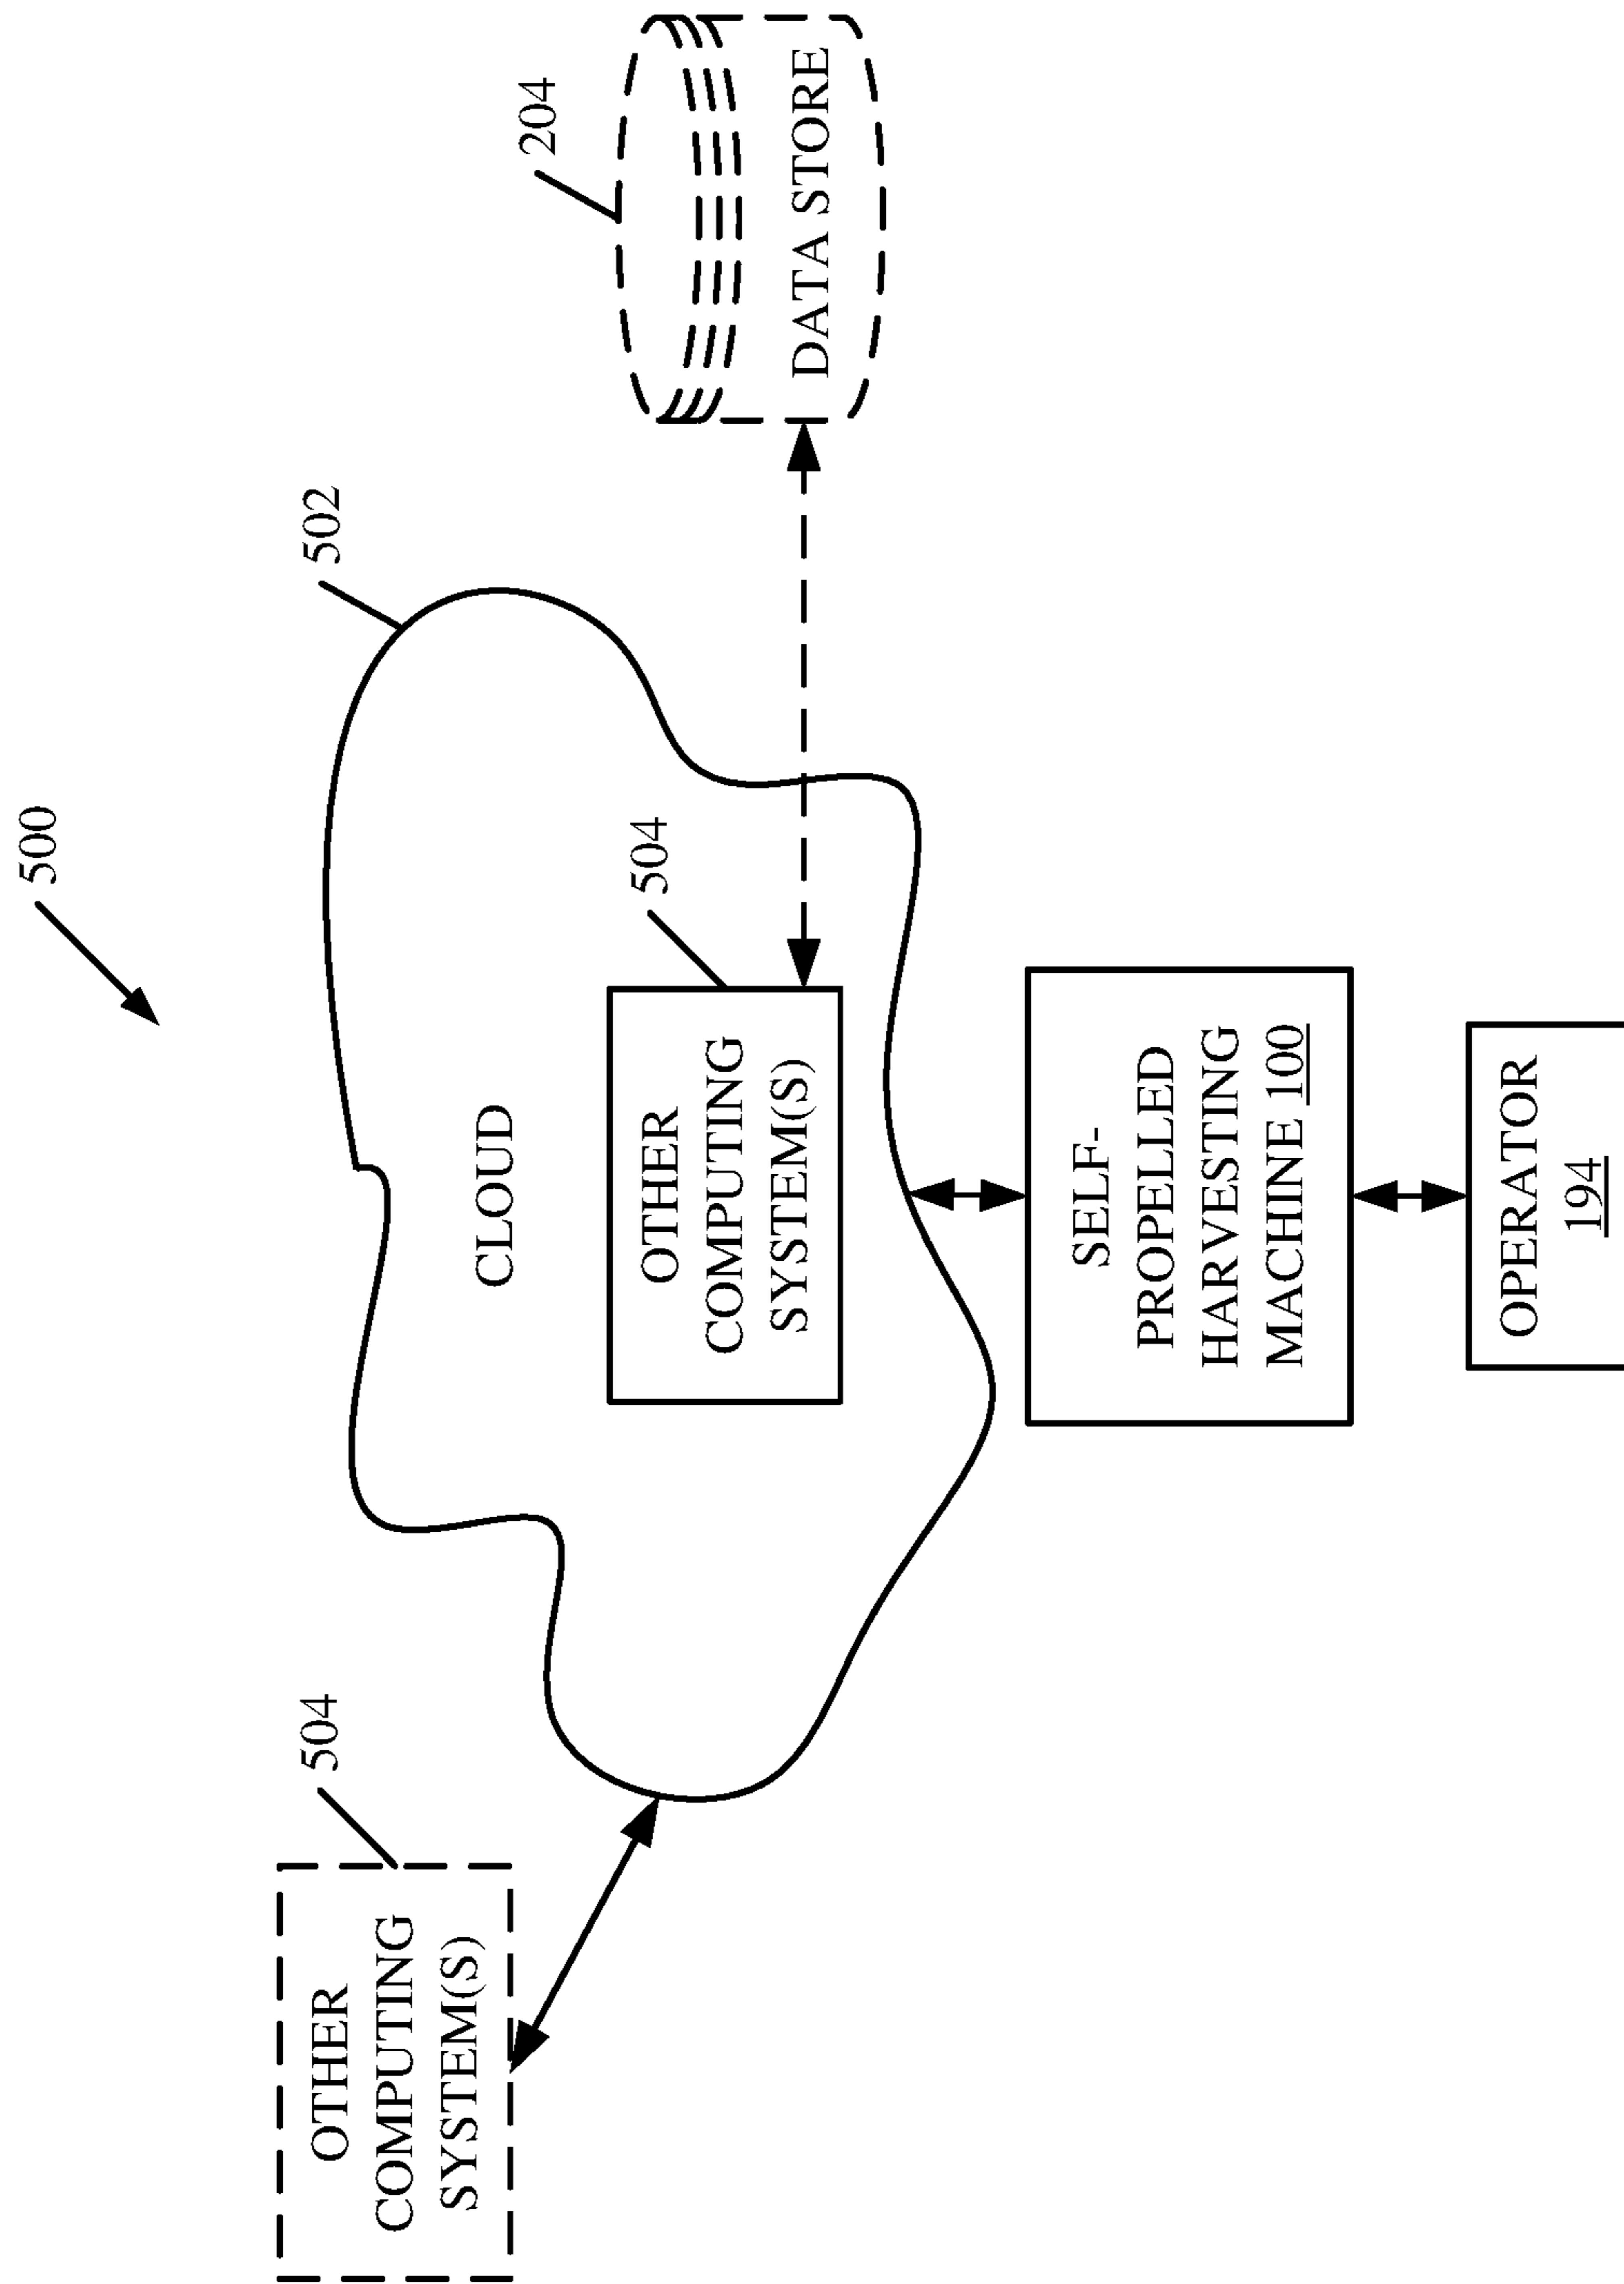 500
502
504
OTHER
COMPUTING
SYSTEM(S)
CLOUD
504
OTHER
COMPUTING
SYSTEM(S)
204
DATA STORE
SELF-
PROPELLED
HARVESTING
MACHINE 100
OPERATOR
194